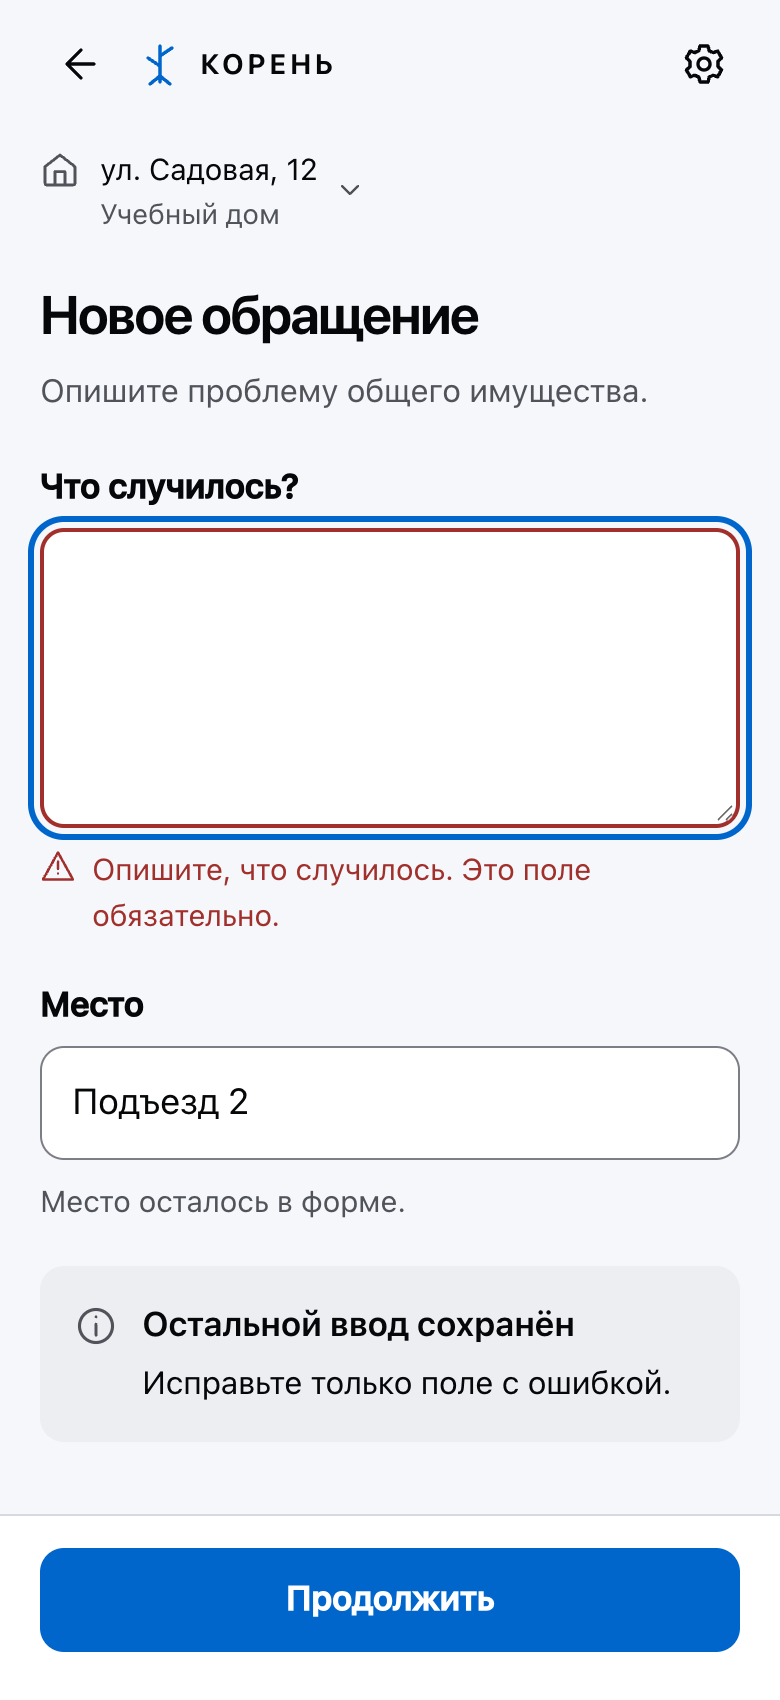 КОРЕНЬ
ул. Садовая, 12
Учебный дом
Новое обращение
Опишите проблему общего имущества.
Что случилось?
Опишите, что случилось. Это поле
обязательно.
Место
Подъезд 2
Место осталось в форме.
Остальной ввод сохранён
Исправьте только поле с ошибкой.
Продолжить